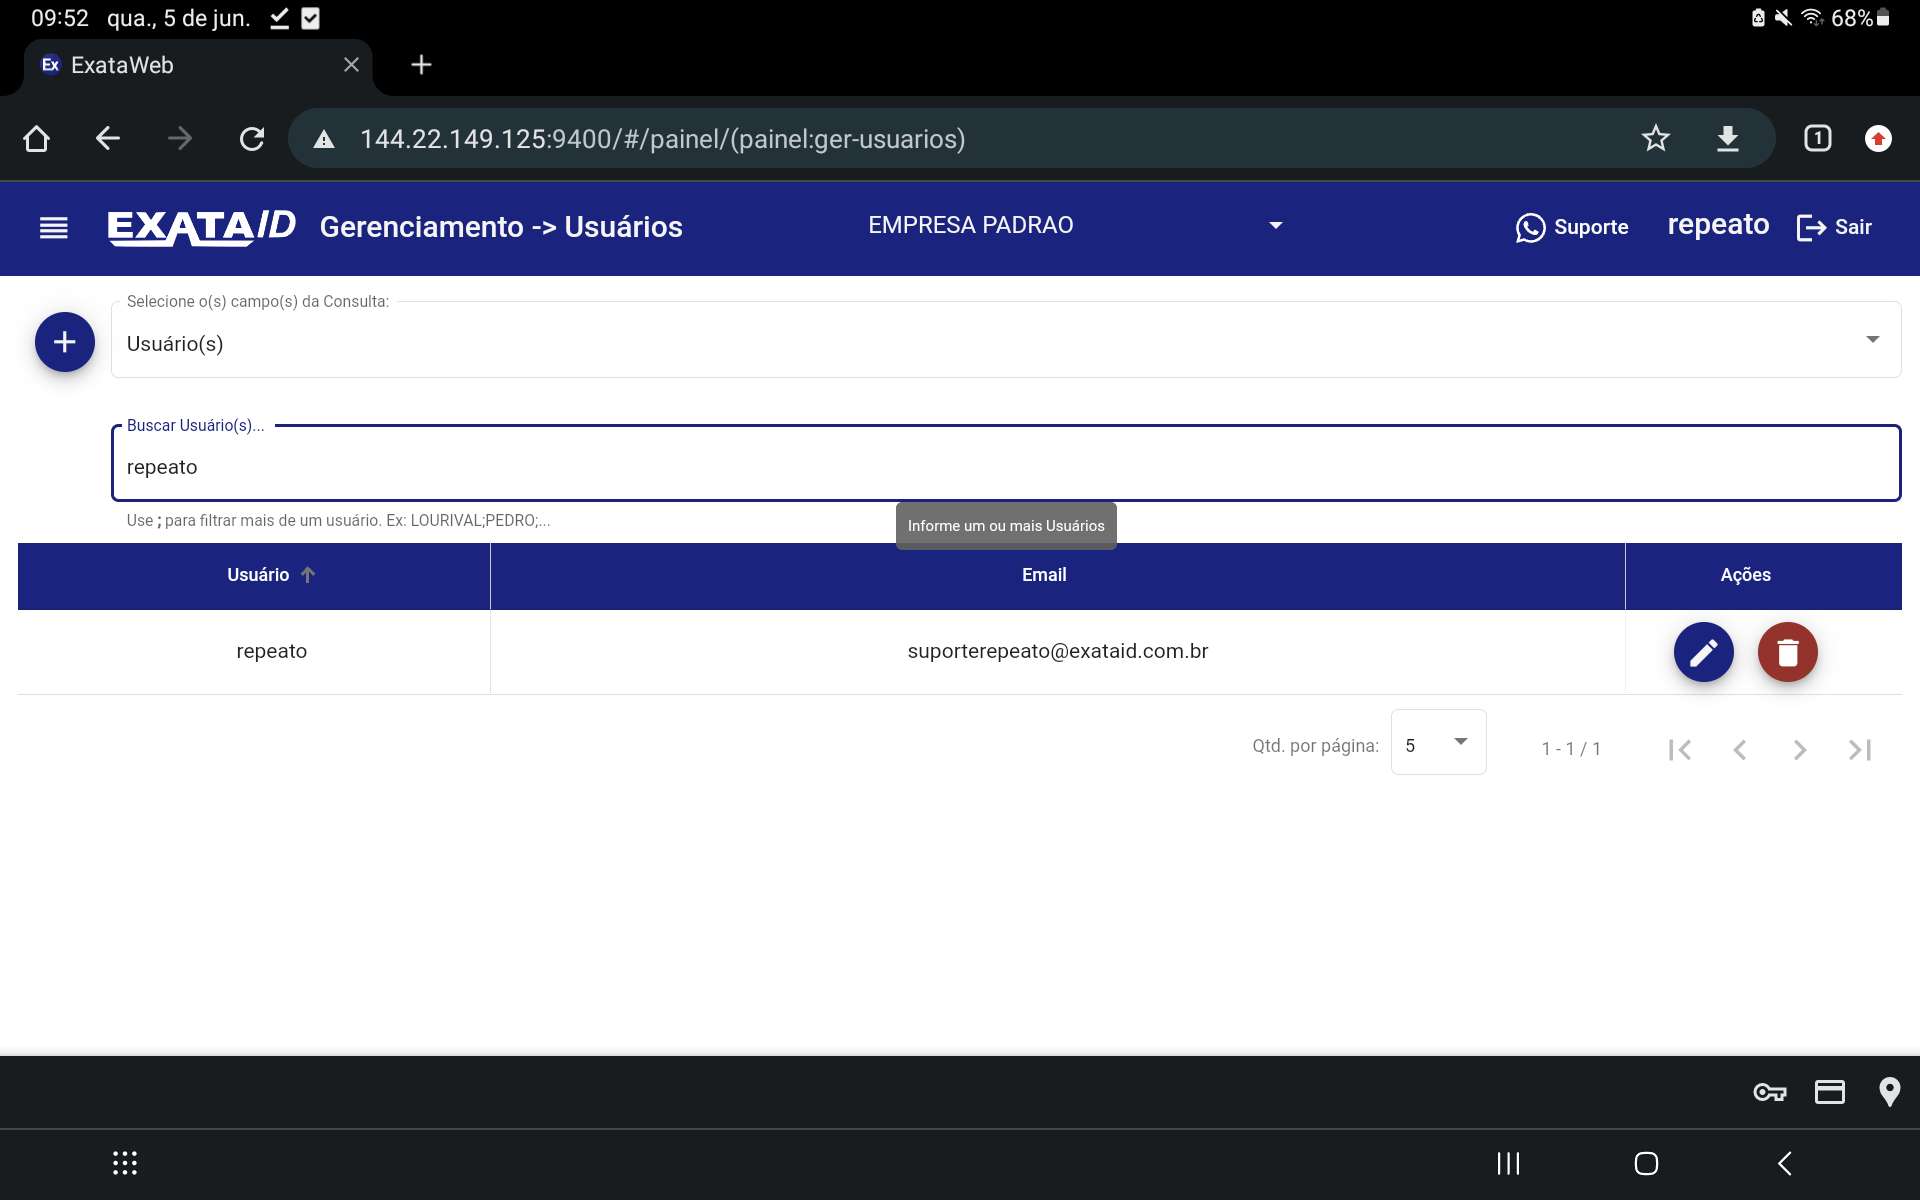 09:52 qua., 5 de jun. 68%
Ex ExataWeb
144.22.149.125:9400/#/painel/(painel:ger-usuarios) 1
EXATAID Gerenciamento -> Usuários EMPRESA PADRAO Suporte repeato Sair
Selecione o(s) campo(s) da Consulta:
Usuário(s)
Buscar Usuário(s)...
repeato
Use ; para filtrar mais de um usuário. Ex: LOURIVAL;PEDRO;...
Informe um ou mais Usuários
Usuário Email Ações
repeato suporterepeato@exataid.com.br
Qtd. por página: 5 1 - 1 / 1